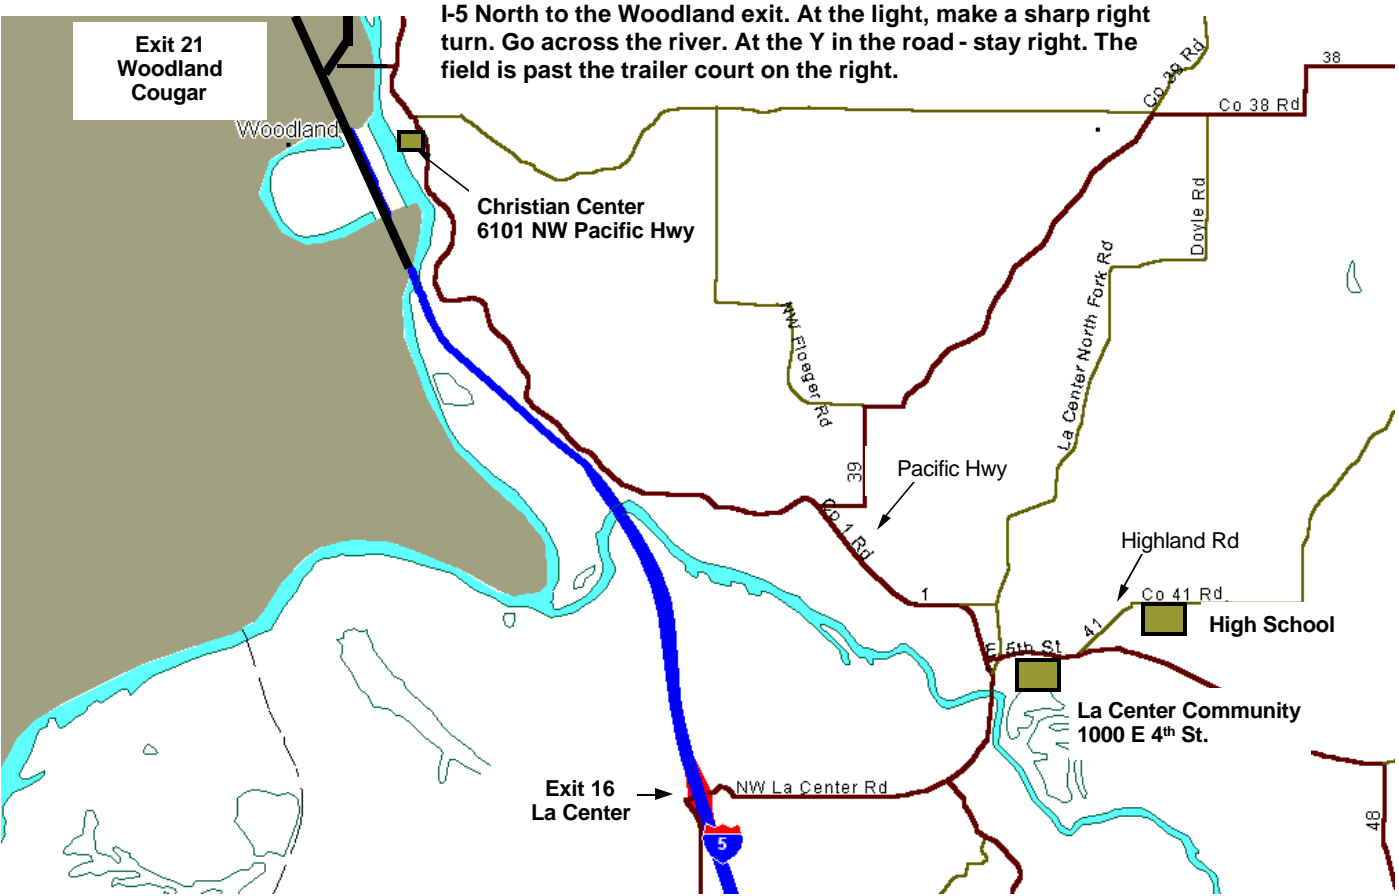 I-5 North to the Woodland exit. At the light, make a sharp right
turn. Go across the river. At the Y in the road - stay right. The
field is past the trailer court on the right.
Exit 21
Woodland
Cougar
Woodland
Christian Center
6101 NW Pacific Hwy
Co 39 Rd
38
Co 38 Rd
Doyle Rd
La Center North Fork Rd
NW Floeger Rd
39
Pacific Hwy
Co 1 Rd
1
Highland Rd
Co 41 Rd
41
High School
E 5th St
La Center Community
1000 E 4th St.
Exit 16
La Center
NW La Center Rd
5
48